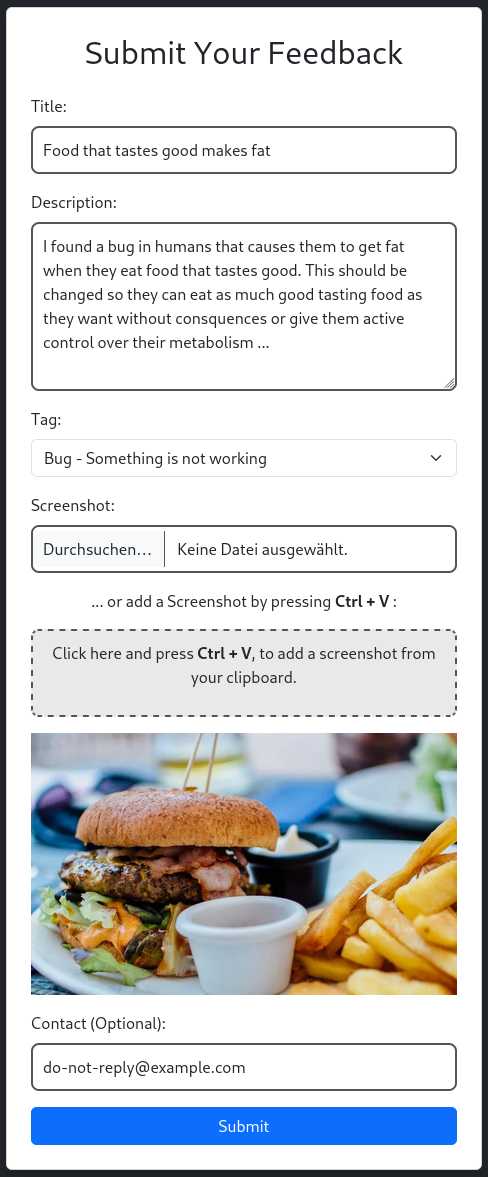 Submit Your Feedback
Title:
Food that tastes good makes fat
Description:
I found a bug in humans that causes them to get fat
when they eat food that tastes good. This should be
changed so they can eat as much good tasting food as
they want without consquences or give them active
control over their metabolism ...
Tag:
Bug - Something is not working
Screenshot:
Durchsuchen... Keine Datei ausgewählt.
... or add a Screenshot by pressing Ctrl + V :
Click here and press Ctrl + V, to add a screenshot from
your clipboard.
Contact (Optional):
do-not-reply@example.com
Submit